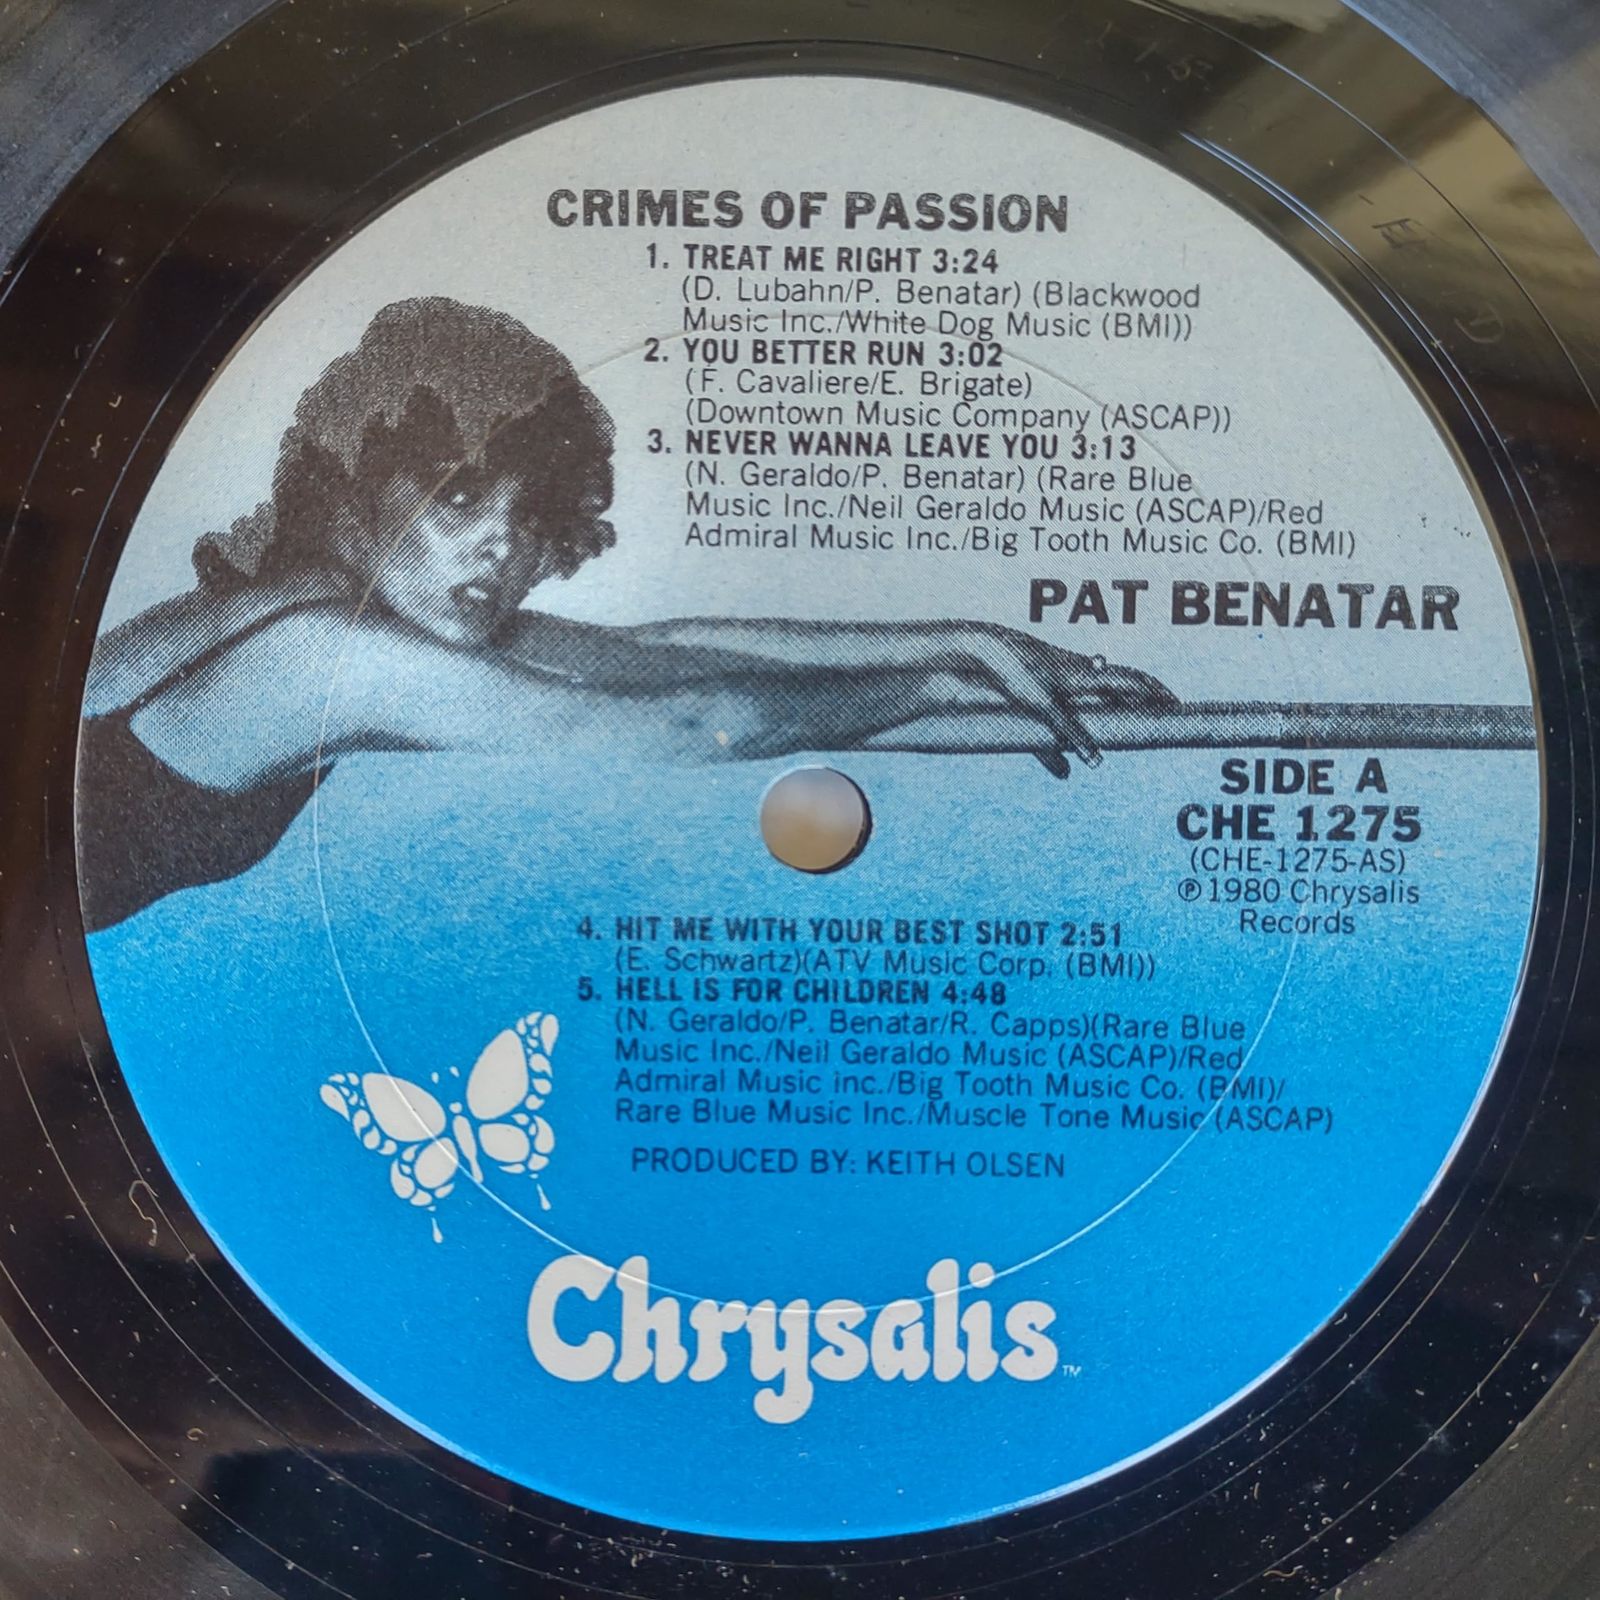 CRIMES OF PASSION
1. TREAT ME RIGHT 3:24
(D. Lubahn/P. Benatar) (Blackwood
Music Inc./White Dog Music (BMI))
2. YOU BETTER RUN 3:02
(F. Cavaliere/E. Brigate)
(Downtown Music Company (ASCAP))
3. NEVER WANNA LEAVE YOU 3:13
(N. Geraldo/P. Benatar) (Rare Blue
Music Inc./Neil Geraldo Music (ASCAP)/Red
Admiral Music Inc./Big Tooth Music Co. (BMI)
PAT BENATAR
SIDE A
CHE 1275
(CHE-1275-AS)
℗ 1980 Chrysalis
Records
4. HIT ME WITH YOUR BEST SHOT 2:51
(E. Schwartz)(ATV Music Corp. (BMI))
5. HELL IS FOR CHILDREN 4:48
(N. Geraldo/P. Benatar/R. Capps)(Rare Blue
Music Inc./Neil Geraldo Music (ASCAP)/Red
Admiral Music inc./Big Tooth Music Co. (BMI)/
Rare Blue Music Inc./Muscle Tone Music (ASCAP)
PRODUCED BY: KEITH OLSEN
Chrysalis™